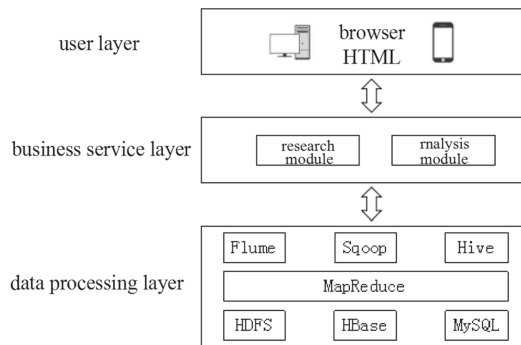 user layer
browser
HTML
business service layer
research
module
rnalysis
module
data processing layer
Flume
Sqoop
Hive
MapReduce
HDFS
HBase
MySQL